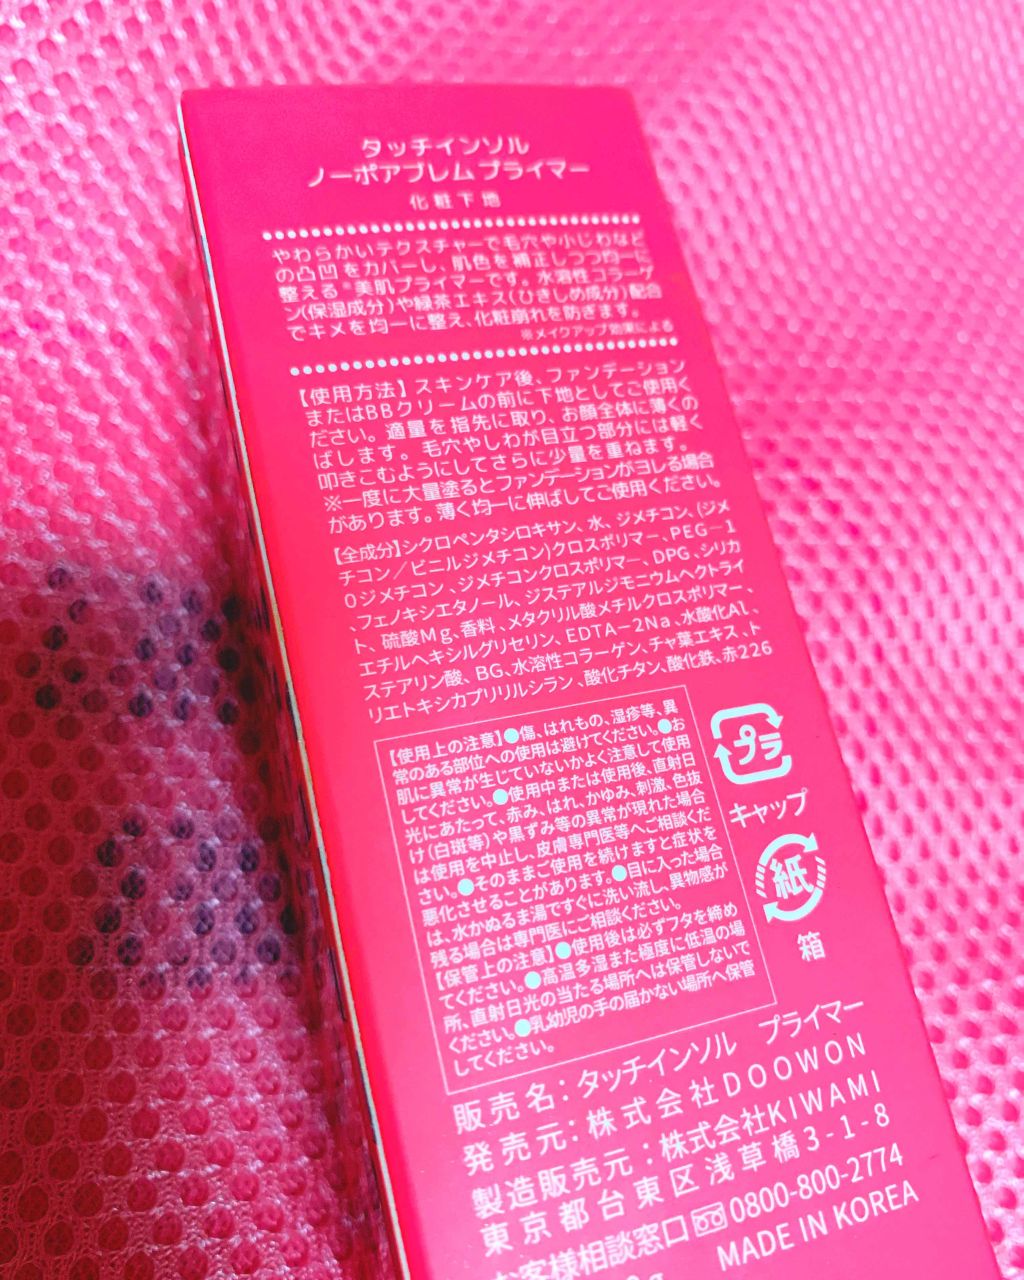 タッチインソル
ノーポアブレム プライマー
化粧下地
やわらかいテクスチャーで毛穴や小じわなど
の凸凹をカバーし、肌色を補正しつつ均一に
整える※美肌プライマーです。水溶性コラーゲ
ン(保湿成分)や緑茶エキス(ひきしめ成分)配合
でキメを均一に整え、化粧崩れを防ぎます。
※メイクアップ効果による
【使用方法】スキンケア後、ファンデーション
またはBBクリームの前に下地としてご使用く
ださい。適量を指先に取り、お顔全体に薄くの
ばします。毛穴やしわが目立つ部分には軽く
叩きこむようにしてさらに少量を重ねます。
※一度に大量塗るとファンデーションがヨレる場合
があります。薄く均一に伸ばしてご使用ください。
【全成分】シクロペンタシロキサン、水、ジメチコン、(ジメ
チコン／ビニルジメチコン)クロスポリマー、PEG－1
0ジメチコン、ジメチコンクロスポリマー、DPG、シリカ
、フェノキシエタノール、ジステアルジモニウムヘクトライ
ト、硫酸Mg、香料、メタクリル酸メチルクロスポリマー、
エチルヘキシルグリセリン、EDTA－2Na、水酸化Al、
ステアリン酸、BG、水溶性コラーゲン、チャ葉エキス、ト
リエトキシカプリリルシラン、酸化チタン、酸化鉄、赤226
【使用上の注意】●傷、はれもの、湿疹等、異
常のある部位への使用は避けてください。●お
肌に異常が生じていないかよく注意して使用
してください。●使用中または使用後、直射日
光にあたって、赤み、はれ、かゆみ、刺激、色抜
け(白斑等)や黒ずみ等の異常が現れた場合
は使用を中止し、皮膚専門医等へご相談くだ
さい。●そのままご使用を続けますと症状を
悪化させることがあります。●目に入った場合
は、水かぬるま湯ですぐに洗い流し、異物感が
残る場合は専門医にご相談ください。
【保管上の注意】●使用後は必ずフタを締め
てください。●高温多湿また極度に低温の場
所、直射日光の当たる場所へは保管しないで
ください。●乳幼児の手の届かない場所へ保管
してください。
プラ
キャップ
紙
箱
販売名：タッチインソル プライマー
発売元：株式会社DOOWON
製造販売元：株式会社KIWAMI
東京都台東区浅草橋3-1-8
お客様相談窓口 0800-800-2774
MADE IN KOREA